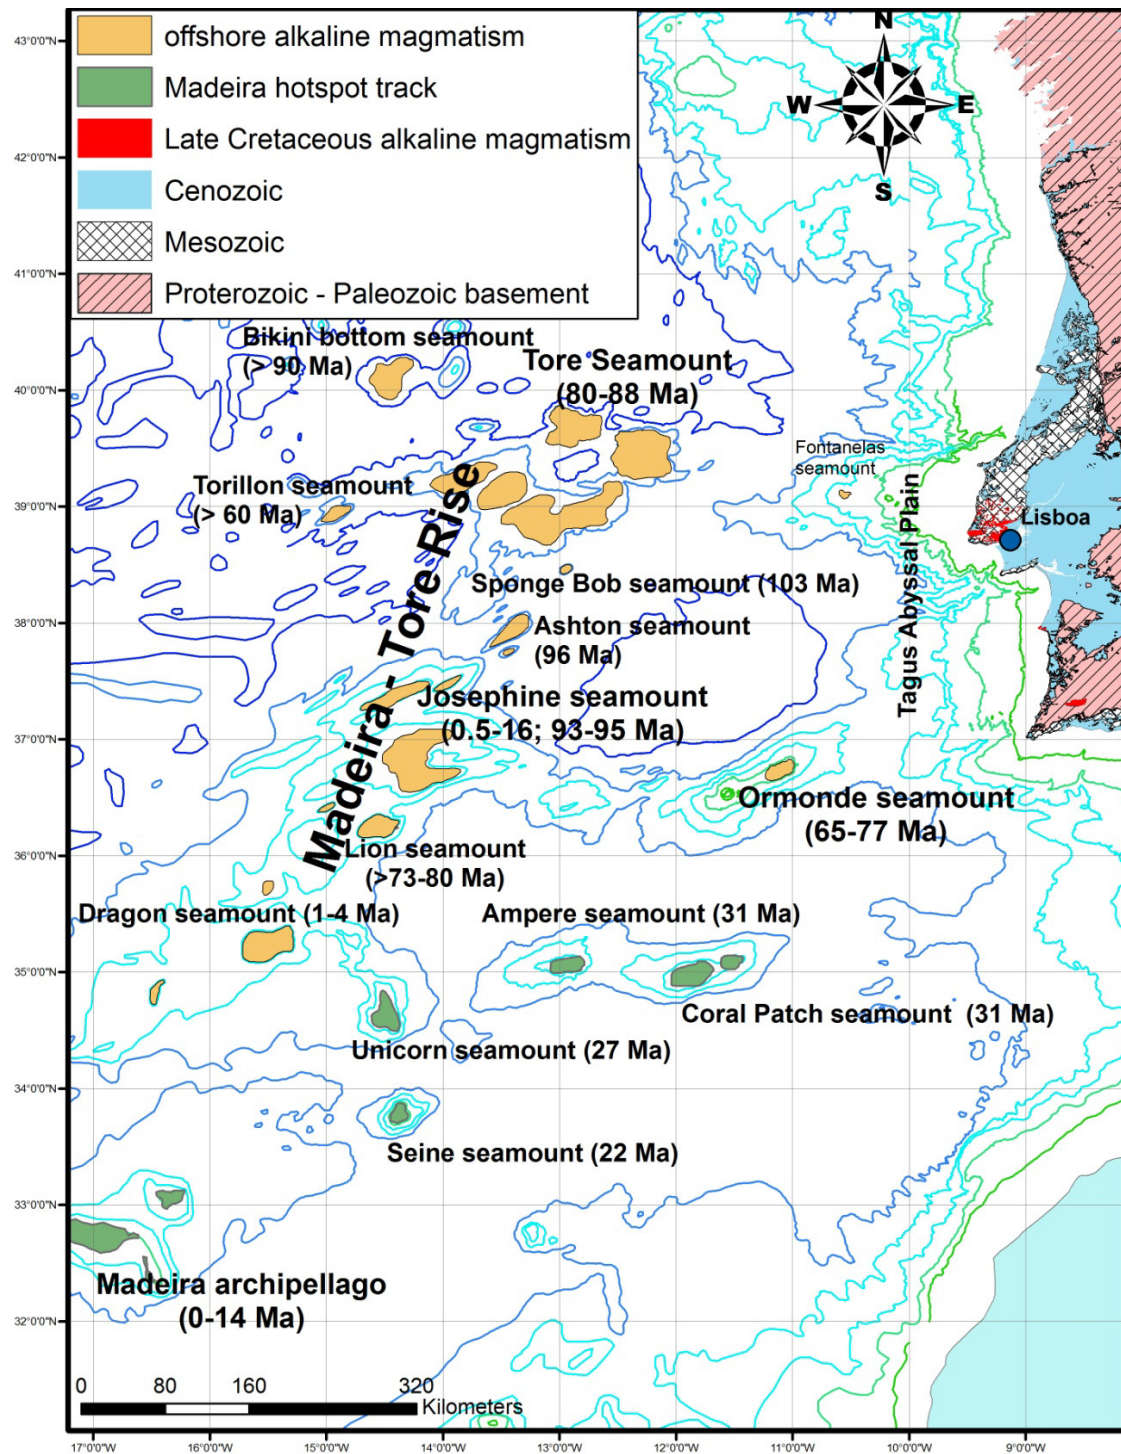 offshore alkaline magmatism
Madeira hotspot track
Late Cretaceous alkaline magmatism
Cenozoic
Mesozoic
Proterozoic - Paleozoic basement
N
W
E
S
43°0'0"N
42°0'0"N
41°0'0"N
40°0'0"N
39°0'0"N
38°0'0"N
37°0'0"N
36°0'0"N
35°0'0"N
34°0'0"N
33°0'0"N
32°0'0"N
Bikini bottom seamount
(> 90 Ma)
Tore Seamount
(80-88 Ma)
Fontanelas
seamount
Torillon seamount
(> 60 Ma)
Lisboa
Tagus Abyssal Plain
Madeira - Tore Rise
Sponge Bob seamount (103 Ma)
Ashton seamount
(96 Ma)
Josephine seamount
(0.5-16; 93-95 Ma)
Ormonde seamount
(65-77 Ma)
Lion seamount
(>73-80 Ma)
Dragon seamount (1-4 Ma)
Ampere seamount (31 Ma)
Coral Patch seamount (31 Ma)
Unicorn seamount (27 Ma)
Seine seamount (22 Ma)
Madeira archipellago
(0-14 Ma)
0 80 160 320
Kilometers
17°0'0"W 16°0'0"W 15°0'0"W 14°0'0"W 13°0'0"W 12°0'0"W 11°0'0"W 10°0'0"W 9°0'0"W